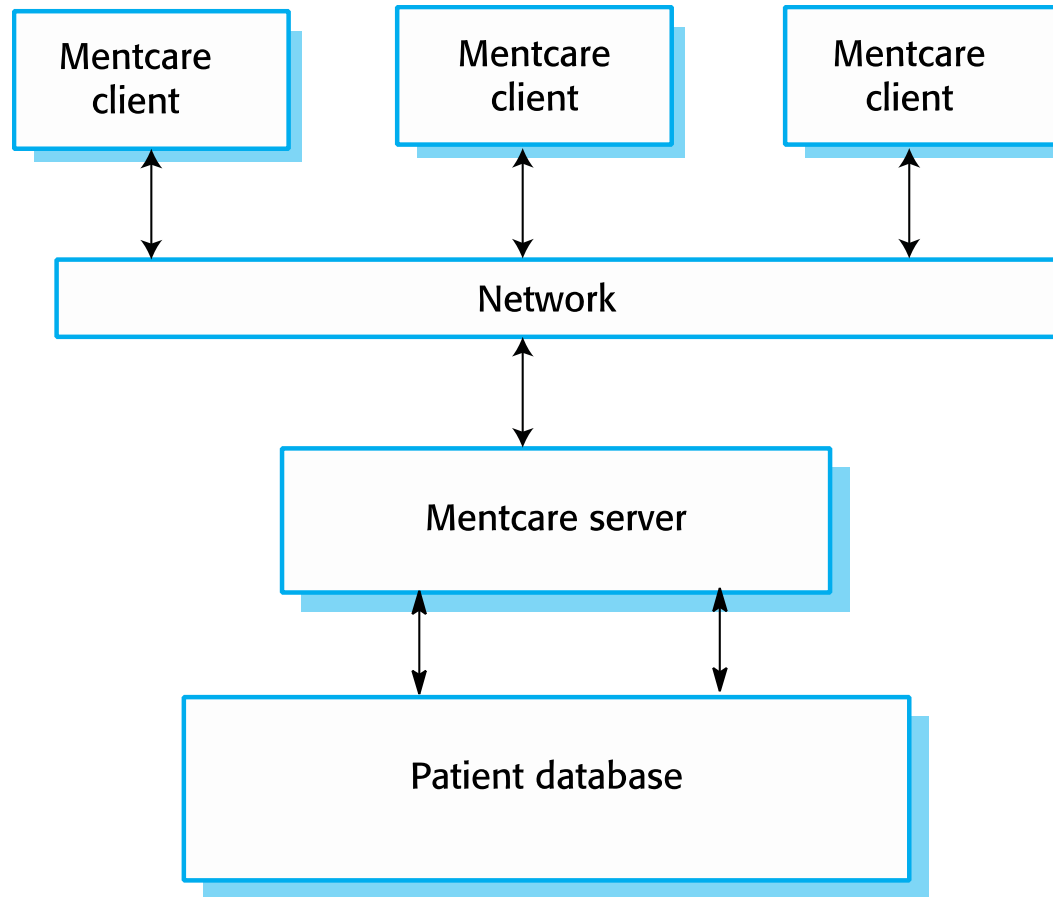 Mentcare
client
Mentcare
client
Mentcare
client
Network
Mentcare server
Patient database